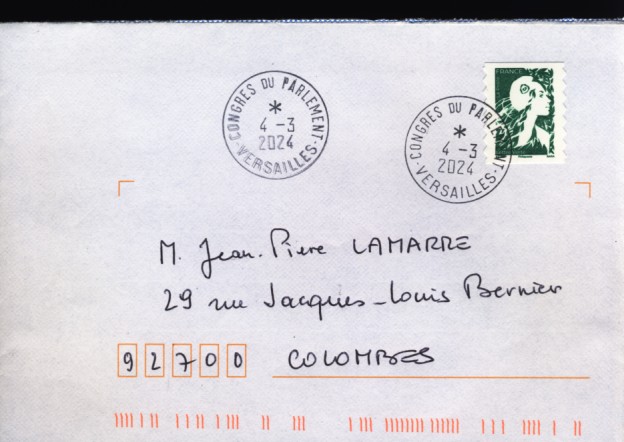 FRANCE
CONGRES DU PARLEMENT
*
4 - 3
2024
· VERSAILLES ·
CONGRES DU PARLEMENT
*
4 - 3
2024
· VERSAILLES ·
M. Jean-Pierre LAMARRE
29 rue Jacques-Louis Bernier
92700 COLOMBES